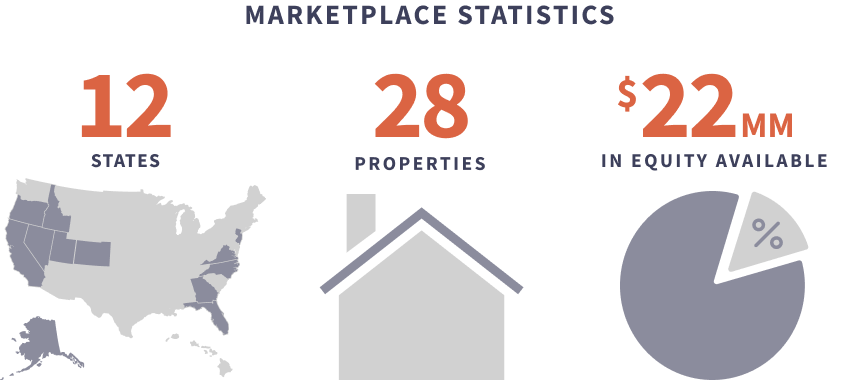 MARKETPLACE STATISTICS
12
STATES
28
PROPERTIES
$22MM
IN EQUITY AVAILABLE
%